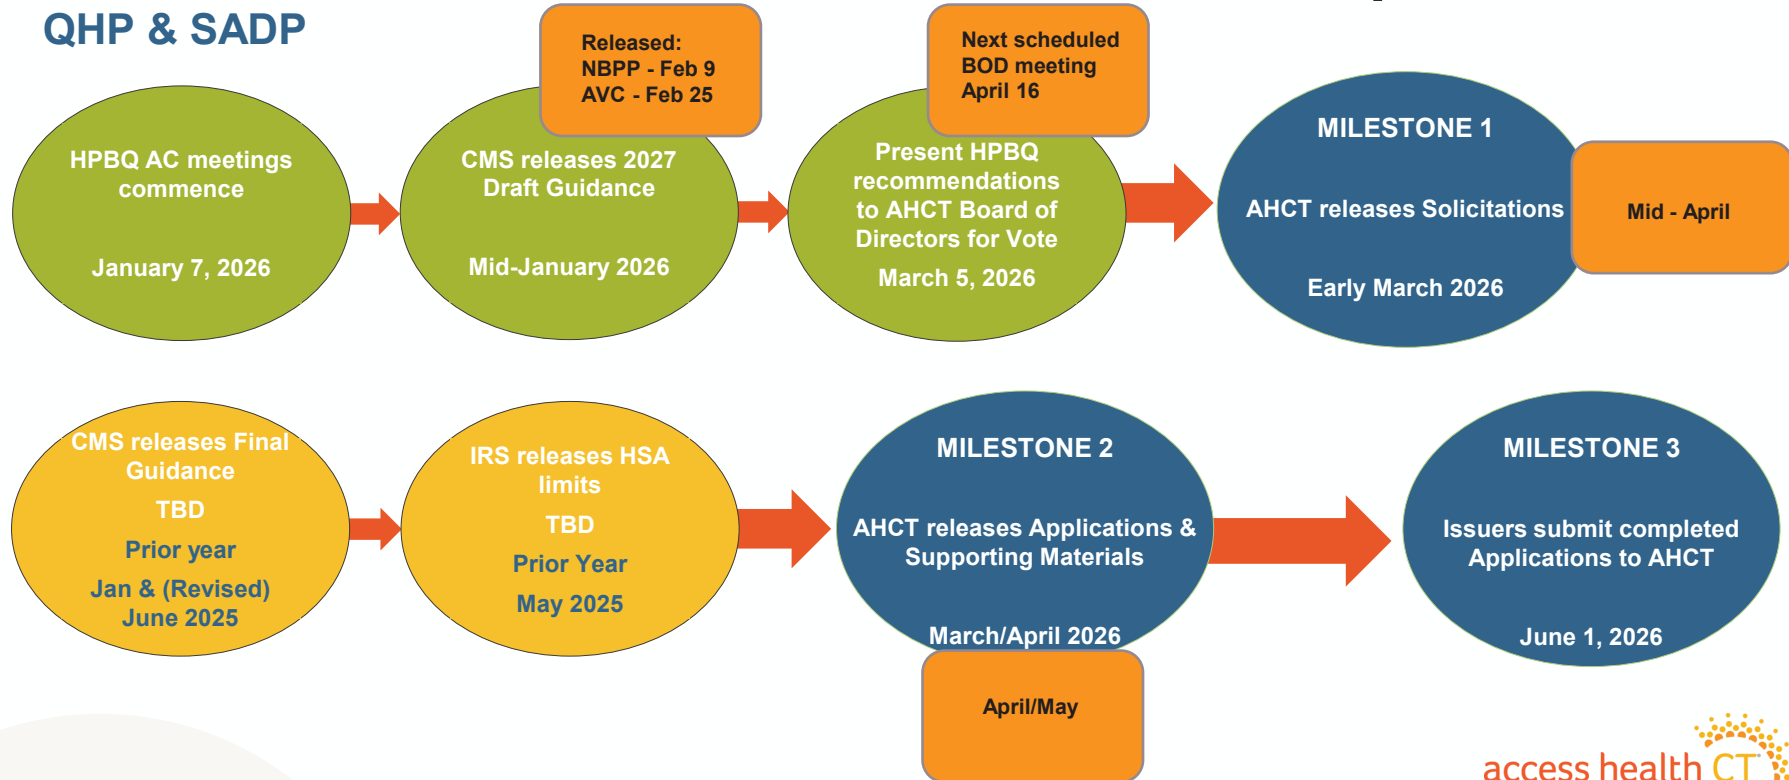 QHP & SADP
Released:
NBPP - Feb 9
AVC - Feb 25
Next scheduled
BOD meeting
April 16
HPBQ AC meetings
commence
January 7, 2026
CMS releases 2027
Draft Guidance
Mid-January 2026
Present HPBQ
recommendations
to AHCT Board of
Directors for Vote
March 5, 2026
MILESTONE 1
AHCT releases Solicitations
Early March 2026
Mid - April
CMS releases Final
Guidance
TBD
Prior year
Jan & (Revised)
June 2025
IRS releases HSA
limits
TBD
Prior Year
May 2025
MILESTONE 2
AHCT releases Applications &
Supporting Materials
March/April 2026
April/May
MILESTONE 3
Issuers submit completed
Applications to AHCT
June 1, 2026
access health CT